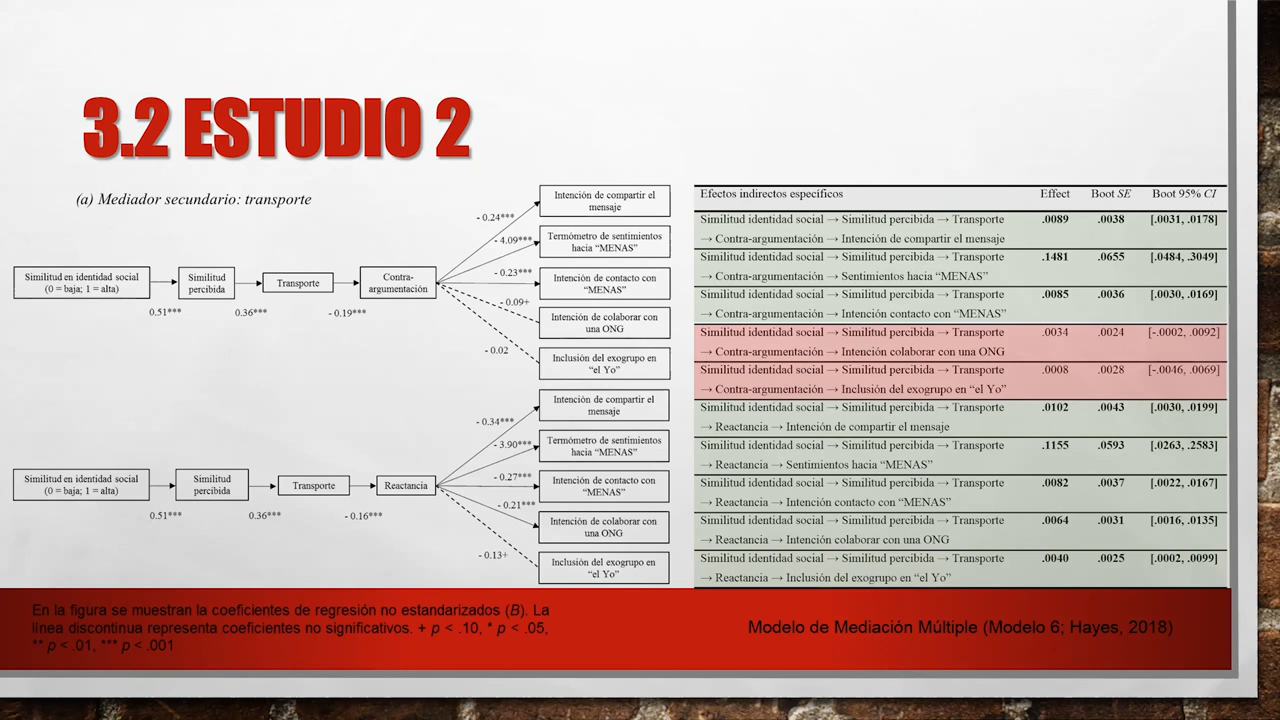 3.2 ESTUDIO 2
(a) Mediador secundario: transporte
Similitud en identidad social
(0 = baja; 1 = alta)
Similitud
percibida
Transporte
Contra-
argumentación
0.51***
0.36***
- 0.19***
- 0.24***
- 4.09***
- 0.23***
- 0.09+
- 0.02
Intención de compartir el
mensaje
Termómetro de sentimientos
hacia “MENAS”
Intención de contacto con
“MENAS”
Intención de colaborar con
una ONG
Inclusión del exogrupo en
“el Yo”
Similitud en identidad social
(0 = baja; 1 = alta)
Similitud
percibida
Transporte
Reactancia
0.51***
0.36***
- 0.16***
- 0.34***
- 3.90***
- 0.27***
- 0.21***
- 0.13+
Intención de compartir el
mensaje
Termómetro de sentimientos
hacia “MENAS”
Intención de contacto con
“MENAS”
Intención de colaborar con
una ONG
Inclusión del exogrupo en
“el Yo”
Efectos indirectos específicos Effect Boot SE Boot 95% CI
Similitud identidad social → Similitud percibida → Transporte .0089 .0038 [.0031, .0178]
→ Contra-argumentación → Intención de compartir el mensaje
Similitud identidad social → Similitud percibida → Transporte .1481 .0655 [.0484, .3049]
→ Contra-argumentación → Sentimientos hacia “MENAS”
Similitud identidad social → Similitud percibida → Transporte .0085 .0036 [.0030, .0169]
→ Contra-argumentación → Intención contacto con “MENAS”
Similitud identidad social → Similitud percibida → Transporte .0034 .0024 [-.0002, .0092]
→ Contra-argumentación → Intención colaborar con una ONG
Similitud identidad social → Similitud percibida → Transporte .0008 .0028 [-.0046, .0069]
→ Contra-argumentación → Inclusión del exogrupo en “el Yo”
Similitud identidad social → Similitud percibida → Transporte .0102 .0043 [.0030, .0199]
→ Reactancia → Intención de compartir el mensaje
Similitud identidad social → Similitud percibida → Transporte .1155 .0593 [.0263, .2583]
→ Reactancia → Sentimientos hacia “MENAS”
Similitud identidad social → Similitud percibida → Transporte .0082 .0037 [.0022, .0167]
→ Reactancia → Intención contacto con “MENAS”
Similitud identidad social → Similitud percibida → Transporte .0064 .0031 [.0016, .0135]
→ Reactancia → Intención colaborar con una ONG
Similitud identidad social → Similitud percibida → Transporte .0040 .0025 [.0002, .0099]
→ Reactancia → Inclusión del exogrupo en “el Yo”
En la figura se muestran la coeficientes de regresión no estandarizados (B). La
línea discontinua representa coeficientes no significativos. + p < .10, * p < .05,
** p < .01, *** p < .001
Modelo de Mediación Múltiple (Modelo 6; Hayes, 2018)